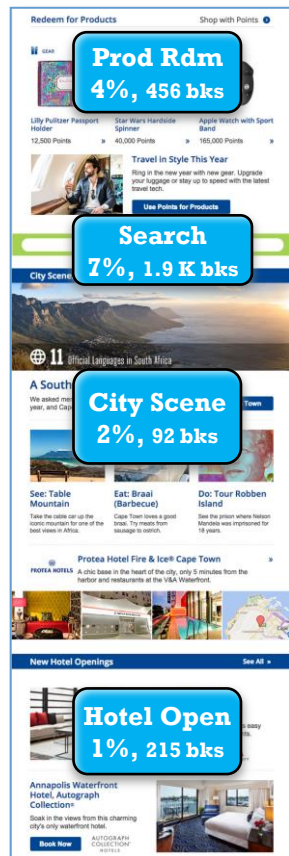 Redeem for Products
Shop with Points
GEAR
Prod Rdm
4%, 456 bks
Lilly Pulitzer Passport
Holder
12,500 Points »
Star Wars Hardside
Spinner
40,000 Points »
Apple Watch with Sport
Band
165,000 Points »
Travel in Style This Year
Ring in the new year with new gear. Upgrade
your luggage or stay up to speed with the latest
travel tech.
Use Points for Products
Search
7%, 1.9 K bks
City Scene
11 Official Languages in South Africa
A South
We asked
year, and Cap
Town
City Scene
2%, 92 bks
See: Table
Mountain
Take the cable car up the
iconic mountain for one of the
best views in Africa.
Eat: Braai
(Barbecue)
Cape Town loves a good
braai. Try meats from
sausage to ostrich.
Do: Tour Robben
Island
See the prison where Nelson
Mandela was imprisoned for
18 years.
PROTEA HOTELS
Protea Hotel Fire & Ice® Cape Town »
A chic base in the heart of the city, only 5 minutes from the
harbor and restaurants at the V&A Waterfront.
New Hotel Openings
See All »
Hotel Open
1%, 215 bks
easy
Annapolis Waterfront
Hotel, Autograph
Collection®
Soak in the views from this charming
city's only waterfront hotel.
Book Now
AUTOGRAPH
COLLECTION®
HOTELS